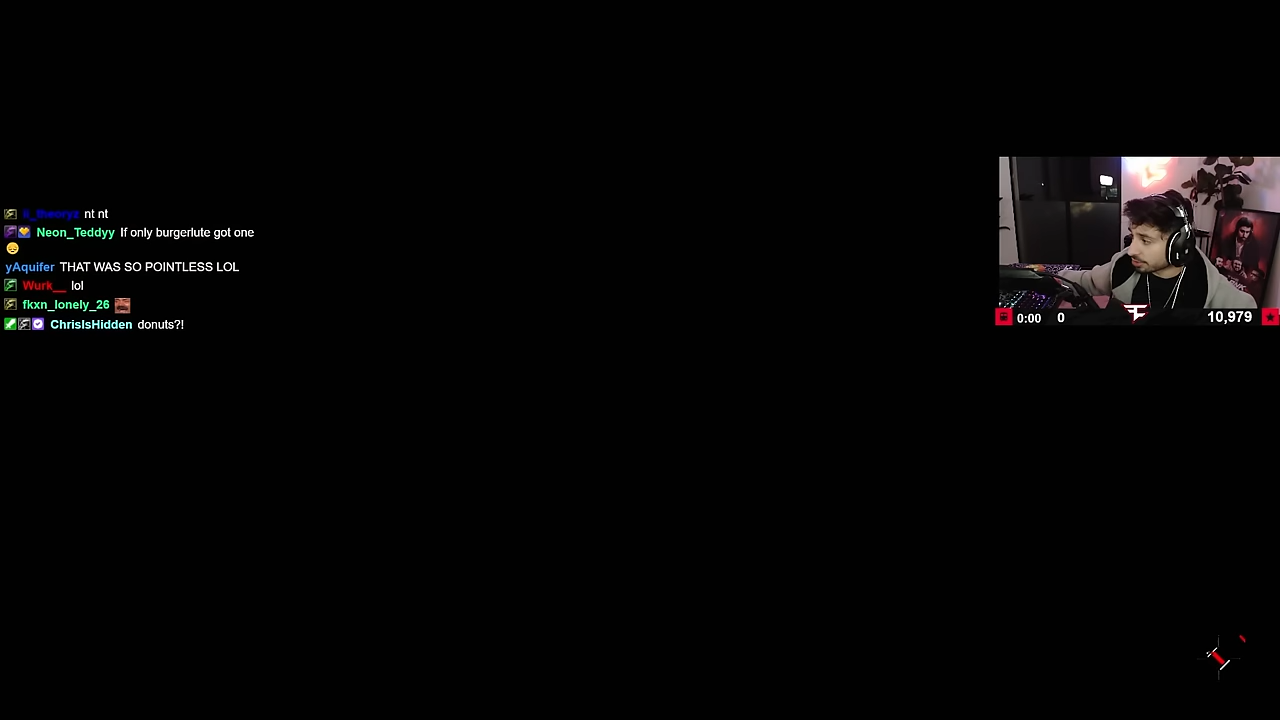 nt nt
Neon_Teddyy If only burgerlute got one
yAquifer THAT WAS SO POINTLESS LOL
Wurk__ lol
fkxn_lonely_26
ChrisIsHidden donuts?!
0:00 0 10,979